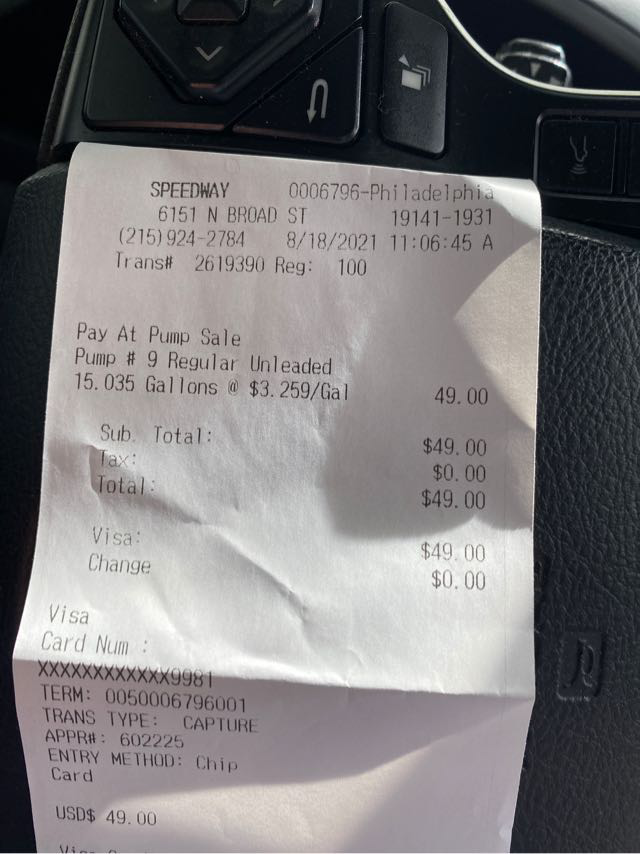 SPEEDWAY 0006796-Philadelphia
6151 N BROAD ST 19141-1931
(215)924-2784 8/18/2021 11:06:45 A
Trans# 2619390 Reg: 100
Pay At Pump Sale
Pump # 9 Regular Unleaded
15.035 Gallons @ $3.259/Gal 49.00
Sub. Total: $49.00
Tax: $0.00
Total: $49.00
Visa: $49.00
Change $0.00
Visa
Card Num :
XXXXXXXXXXXX9981
TERM: 0050006796001
TRANS TYPE: CAPTURE
APPR#: 602225
ENTRY METHOD: Chip
Card
USD$ 49.00